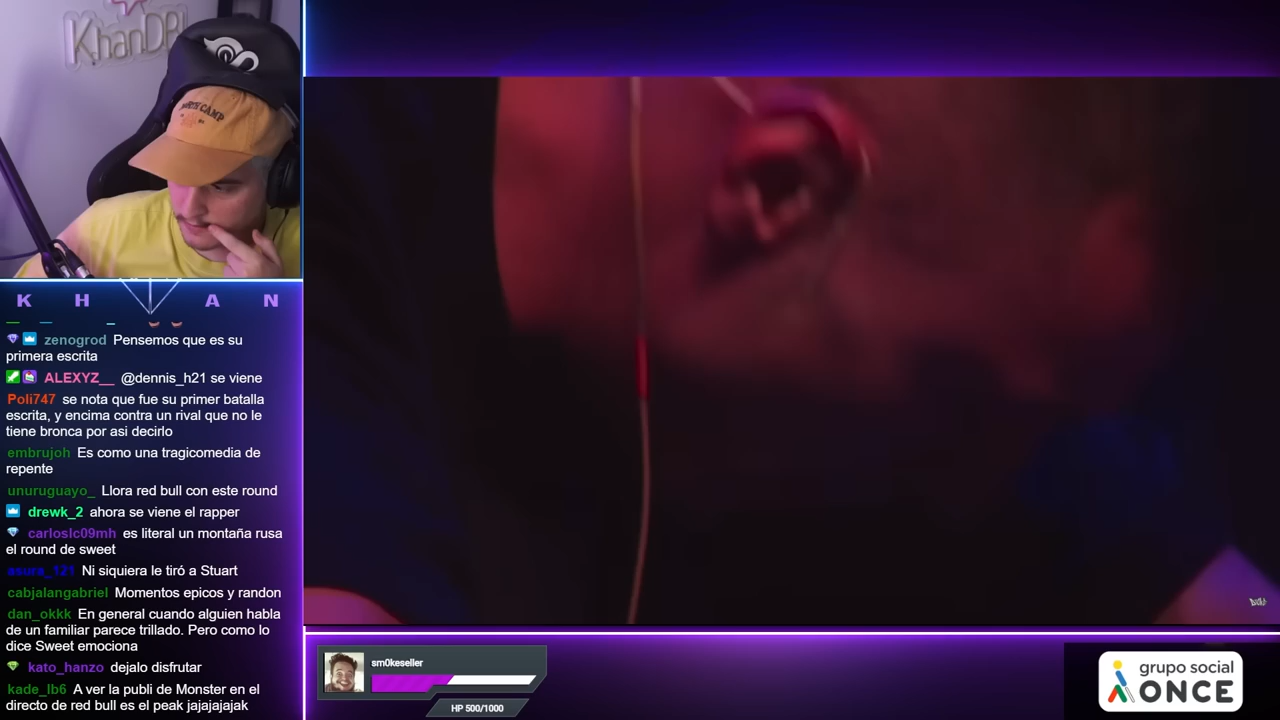 KhanDBL
NORTH CAMP
K H A N
zenogrod Pensemos que es su
primera escrita
ALEXYZ__ @dennis_h21 se viene
Poli747 se nota que fue su primer batalla
escrita, y encima contra un rival que no le
tiene bronca por asi decirlo
embrujoh Es como una tragicomedia de
repente
unuruguayo_ Llora red bull con este round
drewk_2 ahora se viene el rapper
carloslc09mh es literal un montaña rusa
el round de sweet
asura_121 Ni siquiera le tiró a Stuart
cabjalangabriel Momentos epicos y randon
dan_okkk En general cuando alguien habla
de un familiar parece trillado. Pero como lo
dice Sweet emociona
kato_hanzo dejalo disfrutar
kade_lb6 A ver la publi de Monster en el
directo de red bull es el peak jajajajajak
sm0keseller
HP 500/1000
grupo social
ONCE